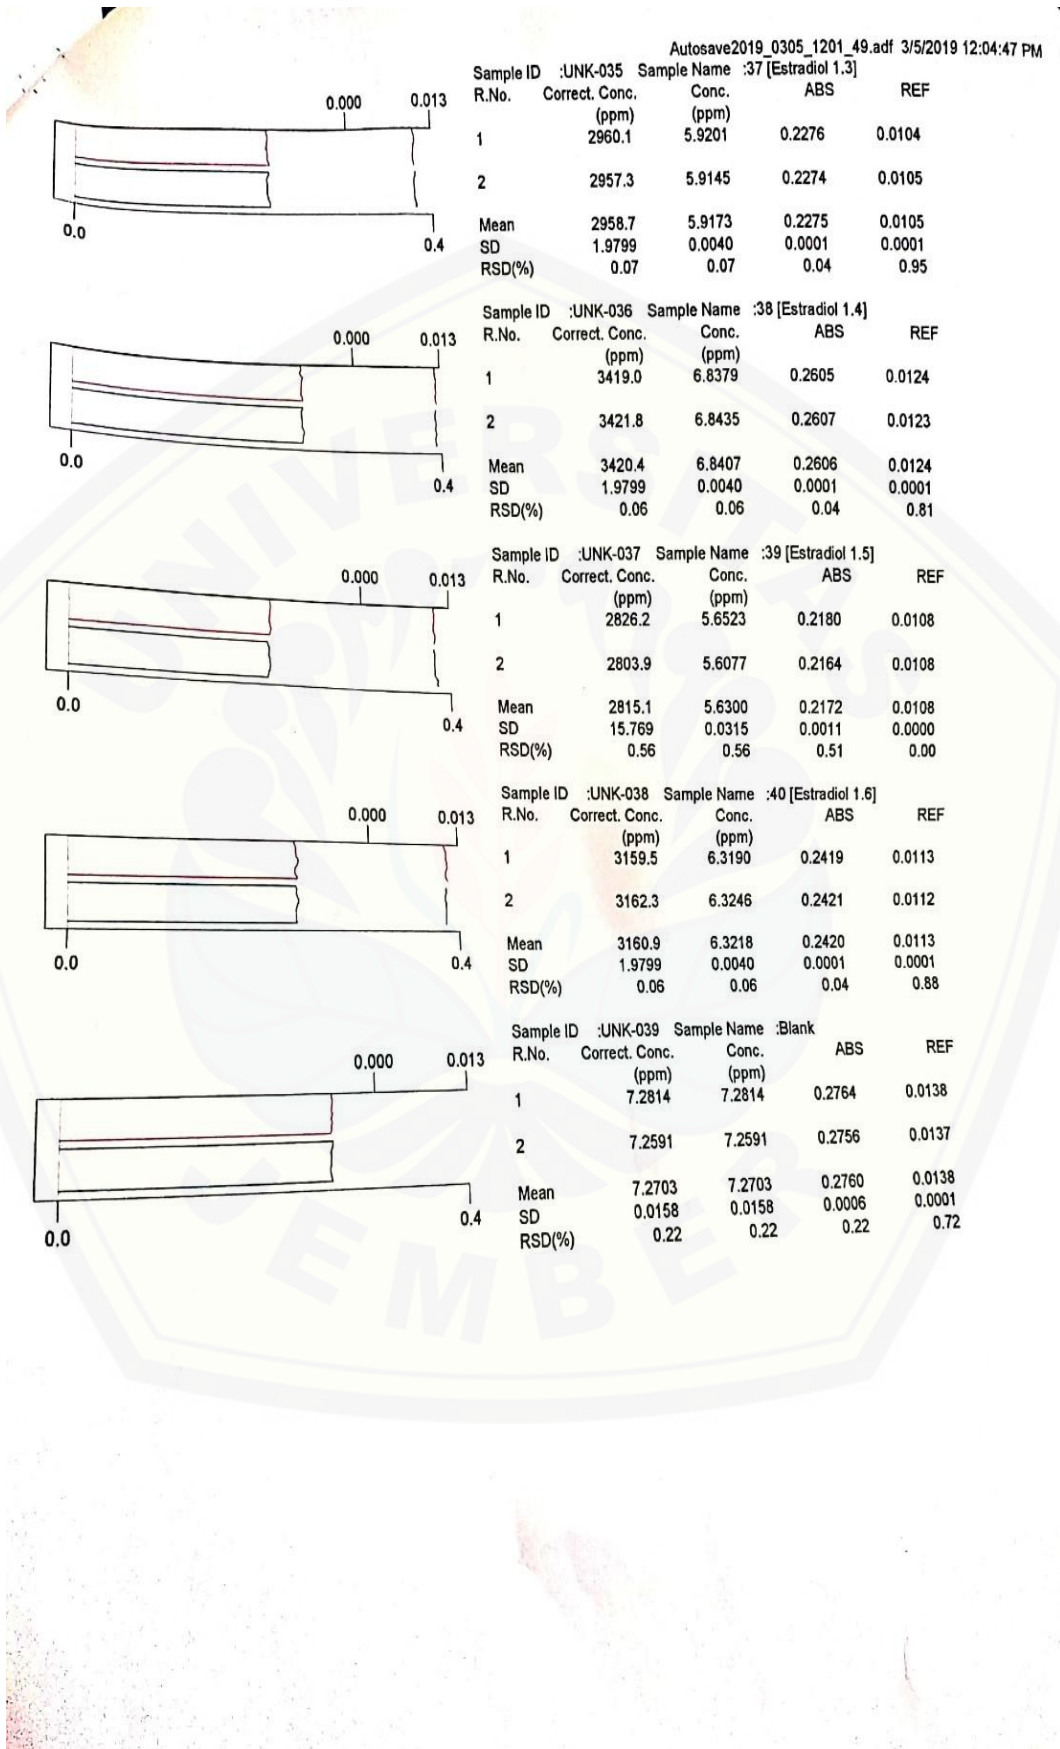 Autosave2019_0305_1201_49.adf 3/5/2019 12:04:47 PM
Sample ID :UNK-035 Sample Name :37 [Estradiol 1.3]
R.No. Correct. Conc. Conc. ABS REF
(ppm) (ppm)
1 2960.1 5.9201 0.2276 0.0104
2 2957.3 5.9145 0.2274 0.0105
Mean 2958.7 5.9173 0.2275 0.0105
SD 1.9799 0.0040 0.0001 0.0001
RSD(%) 0.07 0.07 0.04 0.95
0.000 0.013
0.0 0.4
Sample ID :UNK-036 Sample Name :38 [Estradiol 1.4]
R.No. Correct. Conc. Conc. ABS REF
(ppm) (ppm)
1 3419.0 6.8379 0.2605 0.0124
2 3421.8 6.8435 0.2607 0.0123
Mean 3420.4 6.8407 0.2606 0.0124
SD 1.9799 0.0040 0.0001 0.0001
RSD(%) 0.06 0.06 0.04 0.81
0.000 0.013
0.0 0.4
Sample ID :UNK-037 Sample Name :39 [Estradiol 1.5]
R.No. Correct. Conc. Conc. ABS REF
(ppm) (ppm)
1 2826.2 5.6523 0.2180 0.0108
2 2803.9 5.6077 0.2164 0.0108
Mean 2815.1 5.6300 0.2172 0.0108
SD 15.769 0.0315 0.0011 0.0000
RSD(%) 0.56 0.56 0.51 0.00
0.000 0.013
0.0 0.4
Sample ID :UNK-038 Sample Name :40 [Estradiol 1.6]
R.No. Correct. Conc. Conc. ABS REF
(ppm) (ppm)
1 3159.5 6.3190 0.2419 0.0113
2 3162.3 6.3246 0.2421 0.0112
Mean 3160.9 6.3218 0.2420 0.0113
SD 1.9799 0.0040 0.0001 0.0001
RSD(%) 0.06 0.06 0.04 0.88
0.000 0.013
0.0 0.4
Sample ID :UNK-039 Sample Name :Blank
R.No. Correct. Conc. Conc. ABS REF
(ppm) (ppm)
1 7.2814 7.2814 0.2764 0.0138
2 7.2591 7.2591 0.2756 0.0137
Mean 7.2703 7.2703 0.2760 0.0138
SD 0.0158 0.0158 0.0006 0.0001
RSD(%) 0.22 0.22 0.22 0.72
0.000 0.013
0.0 0.4
UNIVERSITAS
JEMBER